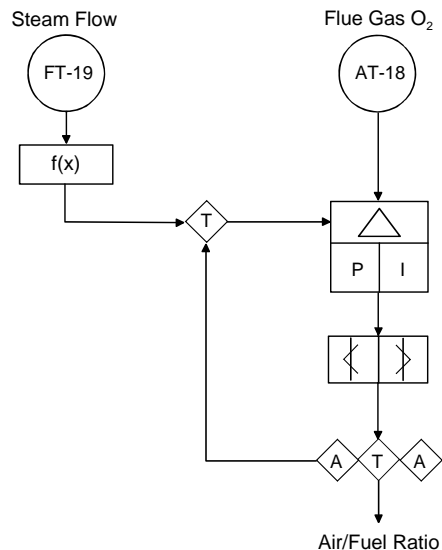 Steam Flow
Flue Gas O₂
FT-19
AT-18
f(x)
T
P I
A T A
Air/Fuel Ratio